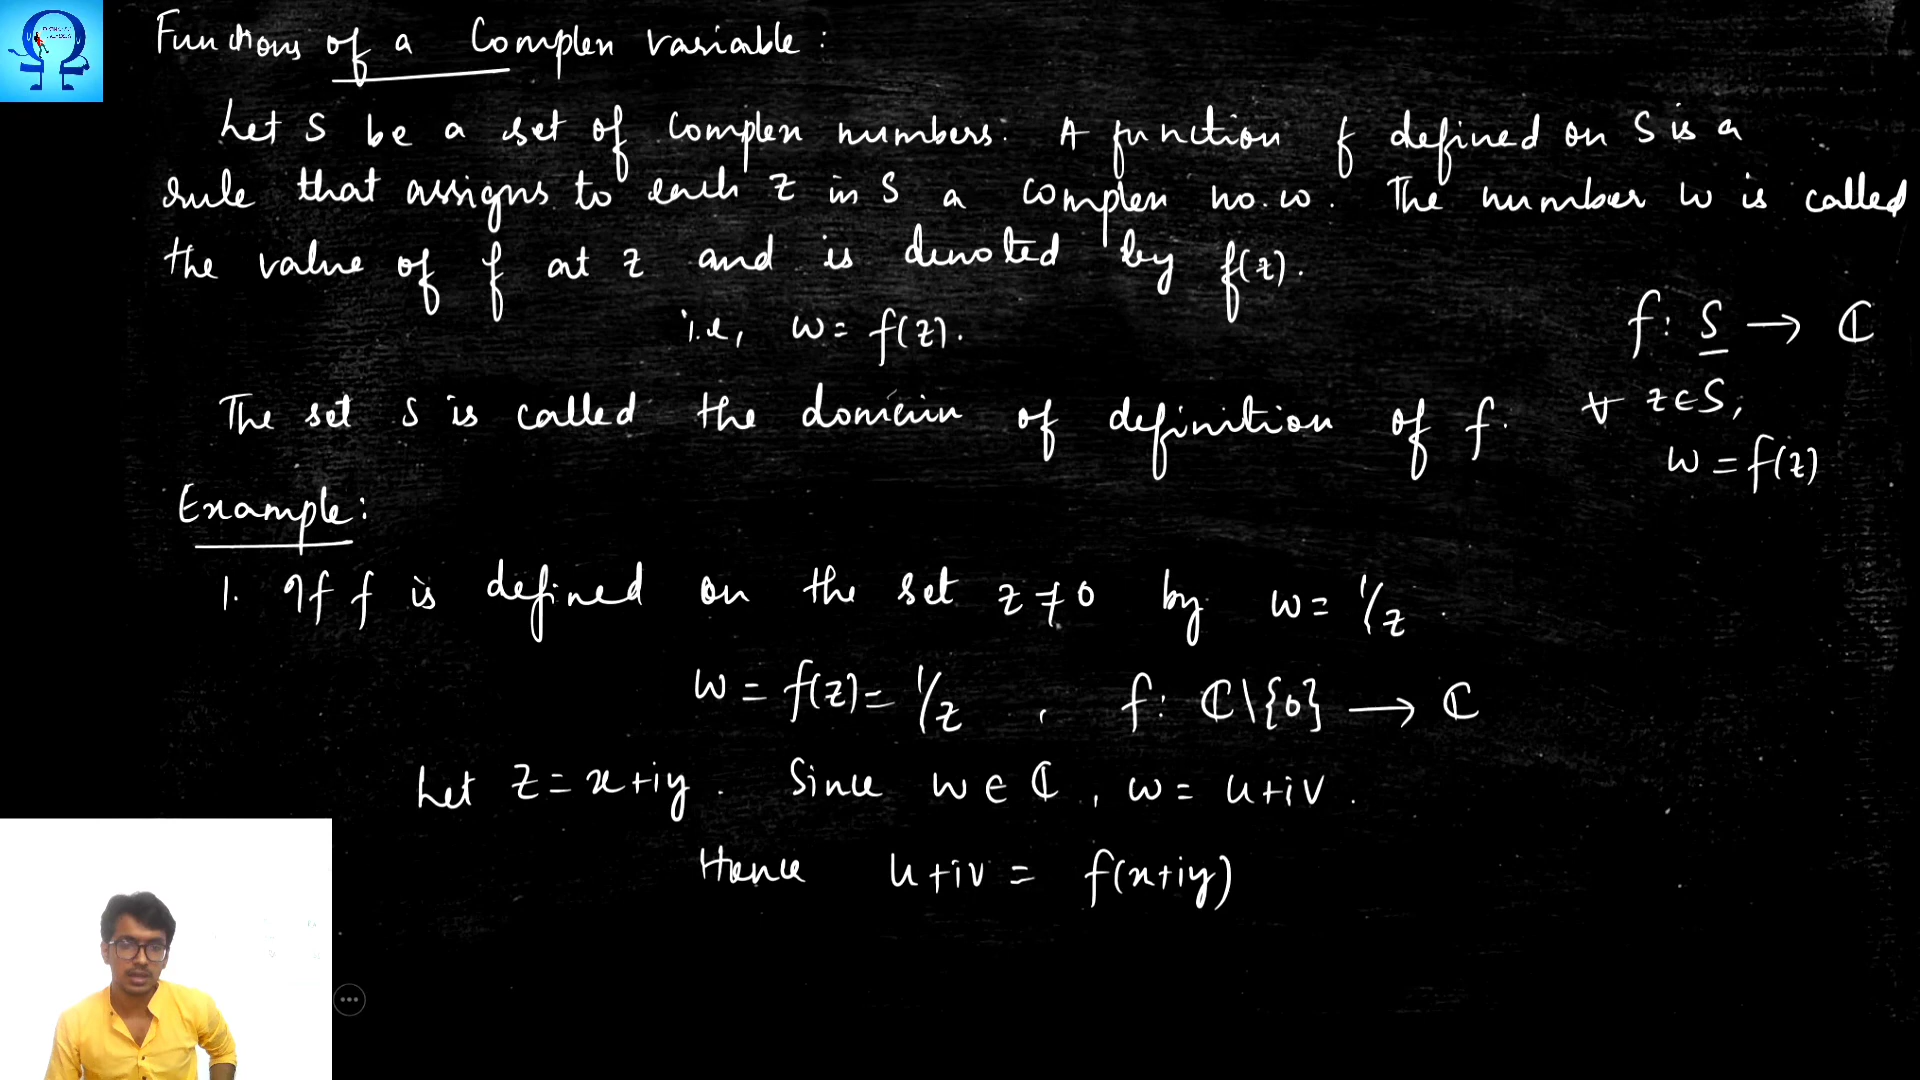 Functions of a Complex variable :
Let S be a set of complex numbers. A function f defined on S is a
rule that assigns to each z in S a complex no. w. The number w is called
the value of f at z and is denoted by f(z).
i.e, w = f(z).
f : S → ℂ
The set S is called the domain of definition of f.
∀ z∈S,
w = f(z)
Example :
1. If f is defined on the set z ≠ 0 by w = 1/z .
w = f(z) = 1/z , f : ℂ\{0} → ℂ
Let z = x+iy . Since w ∈ ℂ , w = u+iv .
Hence u+iv = f(x+iy)